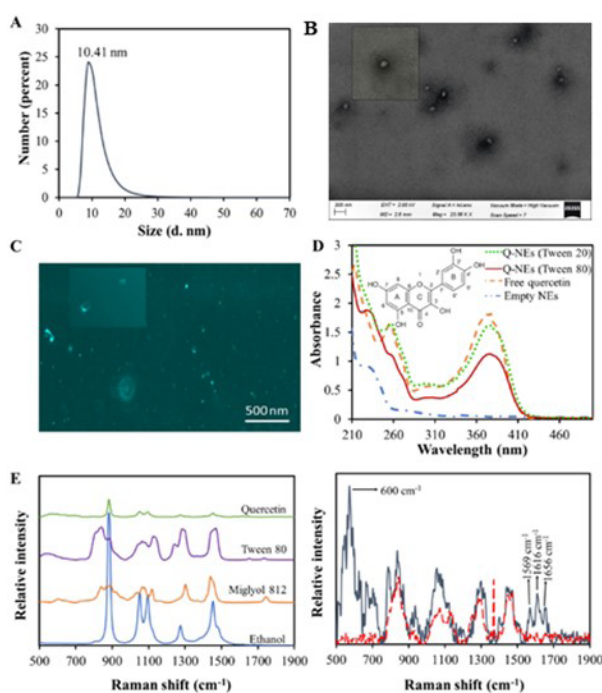 A
10.41 nm
Number (percent)
30
25
20
15
10
5
0
0 10 20 30 40 50 60 70
Size (d. nm)
B
C
500 nm
D
Q-NEs (Tween 20)
Q-NEs (Tween 80)
Free quercetin
Empty NEs
OH
OH
HO
OH
OH
O
O
A
B
C
Absorbance
3
2.5
2
1.5
1
0.5
0
210 260 310 360 410 460
Wavelength (nm)
E
Relative intensity
Quercetin
Tween 80
Miglyol 812
Ethanol
500 700 900 1100 1300 1500 1700 1900
Raman shift (cm-1)
Relative intensity
600 cm-1
1569 cm-1
1616 cm-1
1656 cm-1
500 700 900 1100 1300 1500 1700 1900
Raman shift (cm-1)